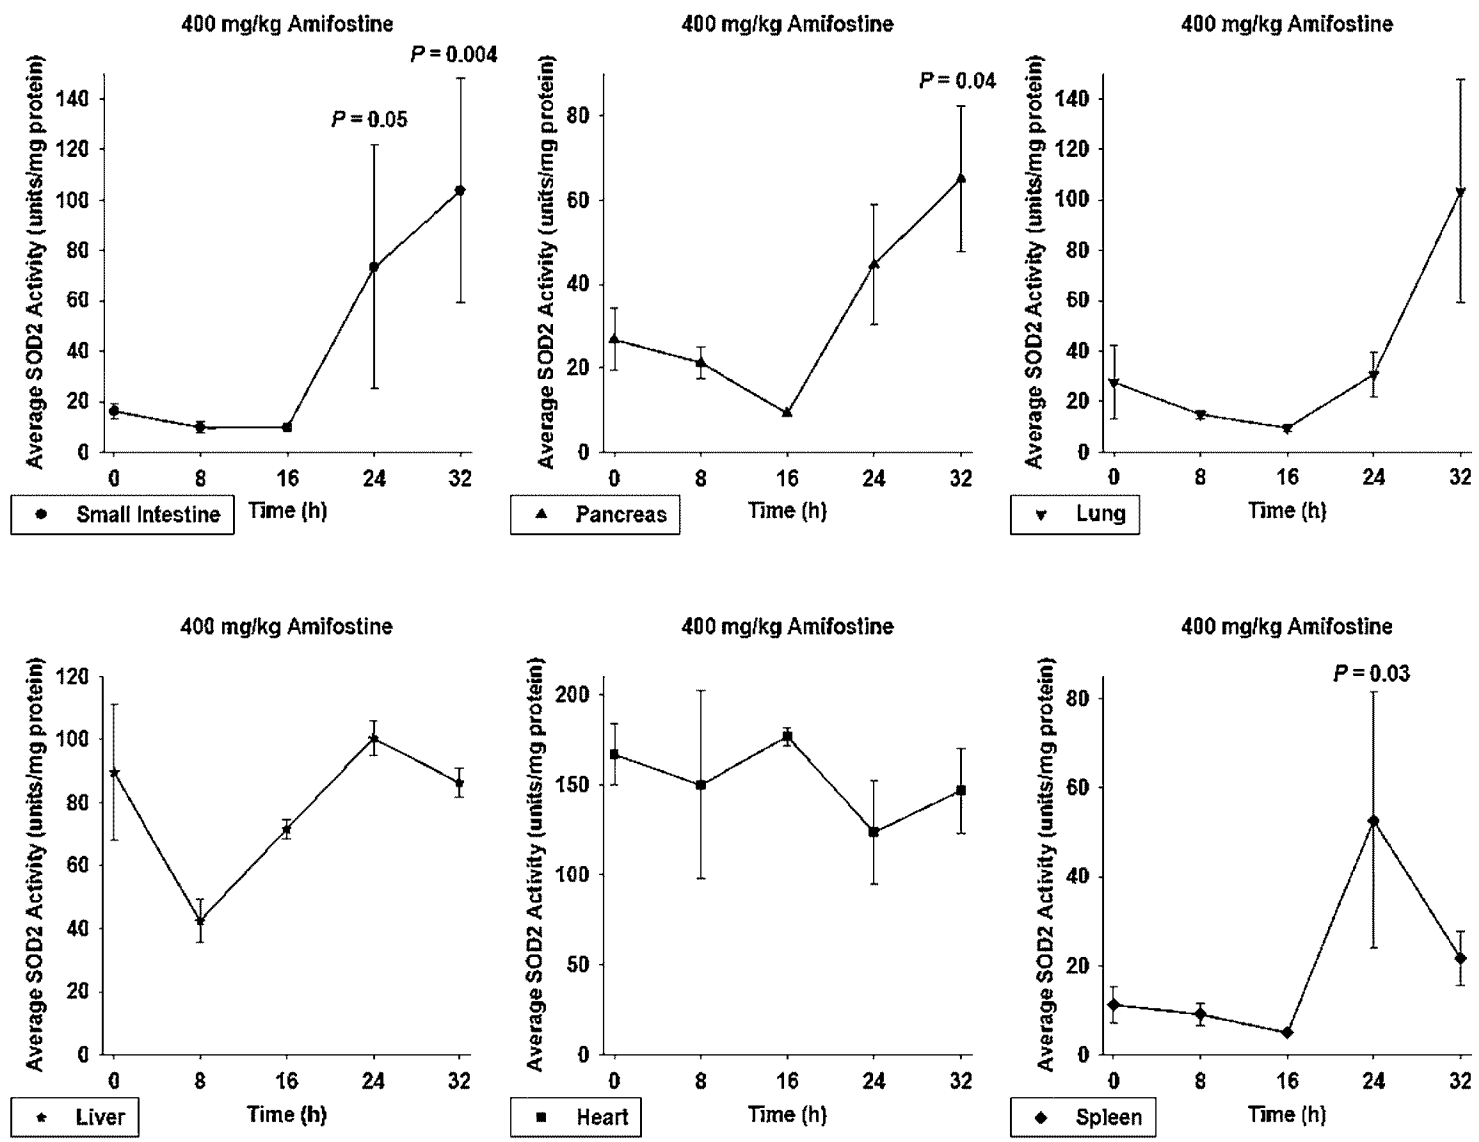 400 mg/kg Amifostine
P = 0.004
P = 0.05
Average SOD2 Activity (units/mg protein)
140
120
100
80
60
40
20
0
0 8 16 24 32
Time (h)
Small Intestine
400 mg/kg Amifostine
P = 0.04
Average SOD2 Activity (units/mg protein)
80
60
40
20
0
0 8 16 24 32
Time (h)
Pancreas
400 mg/kg Amifostine
Average SOD2 Activity (units/mg protein)
140
120
100
80
60
40
20
0
0 8 16 24 32
Time (h)
Lung
400 mg/kg Amifostine
Average SOD2 Activity (units/mg protein)
120
100
80
60
40
20
0
0 8 16 24 32
Time (h)
Liver
400 mg/kg Amifostine
Average SOD2 Activity (units/mg protein)
200
150
100
50
0
0 8 16 24 32
Time (h)
Heart
400 mg/kg Amifostine
P = 0.03
Average SOD2 Activity (units/mg protein)
80
60
40
20
0
0 8 16 24 32
Time (h)
Spleen